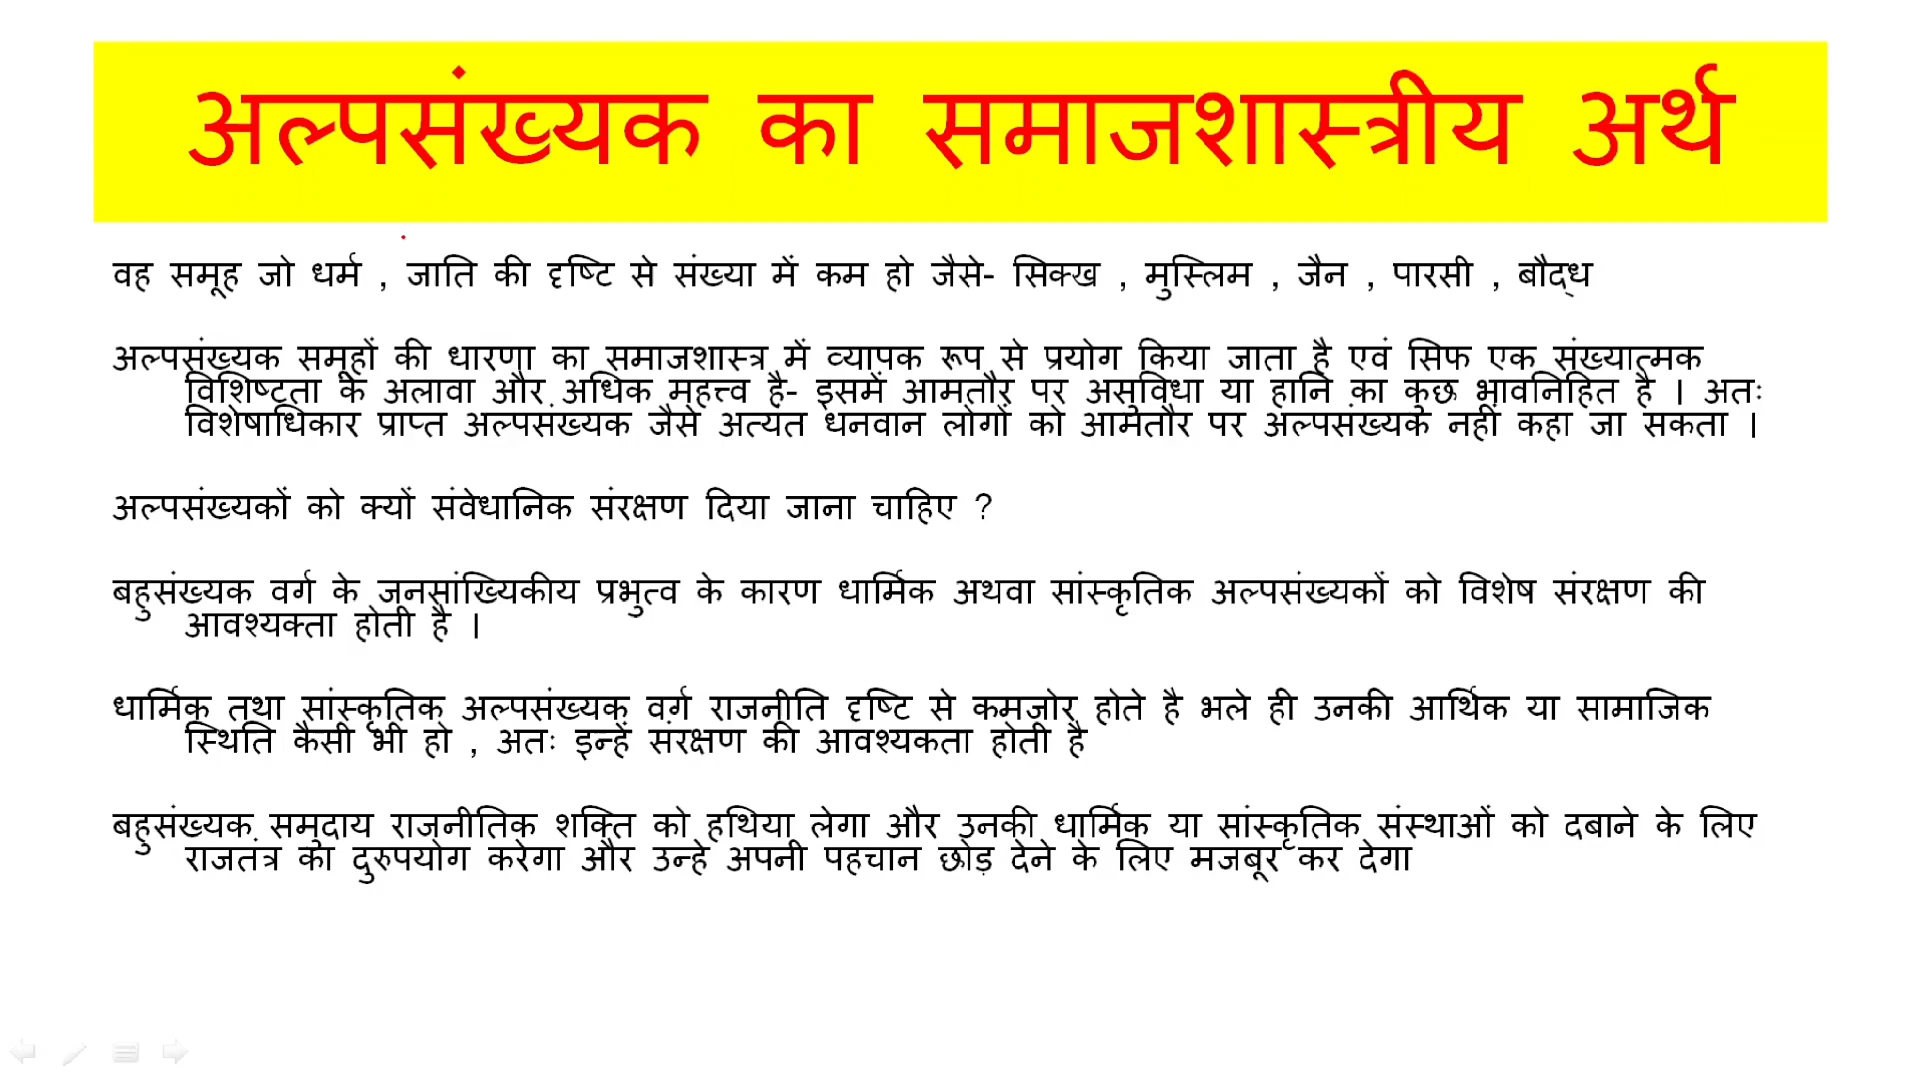 अल्पसंख्यक का समाजशास्त्रीय अर्थ
वह समूह जो धर्म , जाति की दृष्टि से संख्या में कम हो जैसे- सिक्ख , मुस्लिम , जैन , पारसी , बौद्ध
अल्पसंख्यक समूहों की धारणा का समाजशास्त्र में व्यापक रूप से प्रयोग किया जाता है एवं सिफ एक संख्यात्मक
विशिष्टता के अलावा और अधिक महत्त्व है- इसमें आमतौर पर असुविधा या हानि का कुछ भावनिहित है । अतः
विशेषाधिकार प्राप्त अल्पसंख्यक जैसे अत्यंत धनवान लोगों को आमतौर पर अल्पसंख्यक नहीं कहा जा सकता ।
अल्पसंख्यकों को क्यों संवेधानिक संरक्षण दिया जाना चाहिए ?
बहुसंख्यक वर्ग के जनसांख्यिकीय प्रभुत्व के कारण धार्मिक अथवा सांस्कृतिक अल्पसंख्यकों को विशेष संरक्षण की
आवश्यक्ता होती है ।
धार्मिक तथा सांस्कृतिक अल्पसंख्यक वर्ग राजनीति दृष्टि से कमजोर होते है भले ही उनकी आर्थिक या सामाजिक
स्थिति कैसी भी हो , अतः इन्हें संरक्षण की आवश्यकता होती है
बहुसंख्यक समुदाय राजनीतिक शक्ति को हथिया लेगा और उनकी धार्मिक या सांस्कृतिक संस्थाओं को दबाने के लिए
राजतंत्र का दुरुपयोग करेगा और उन्हे अपनी पहचान छोड़ देने के लिए मजबूर कर देगा